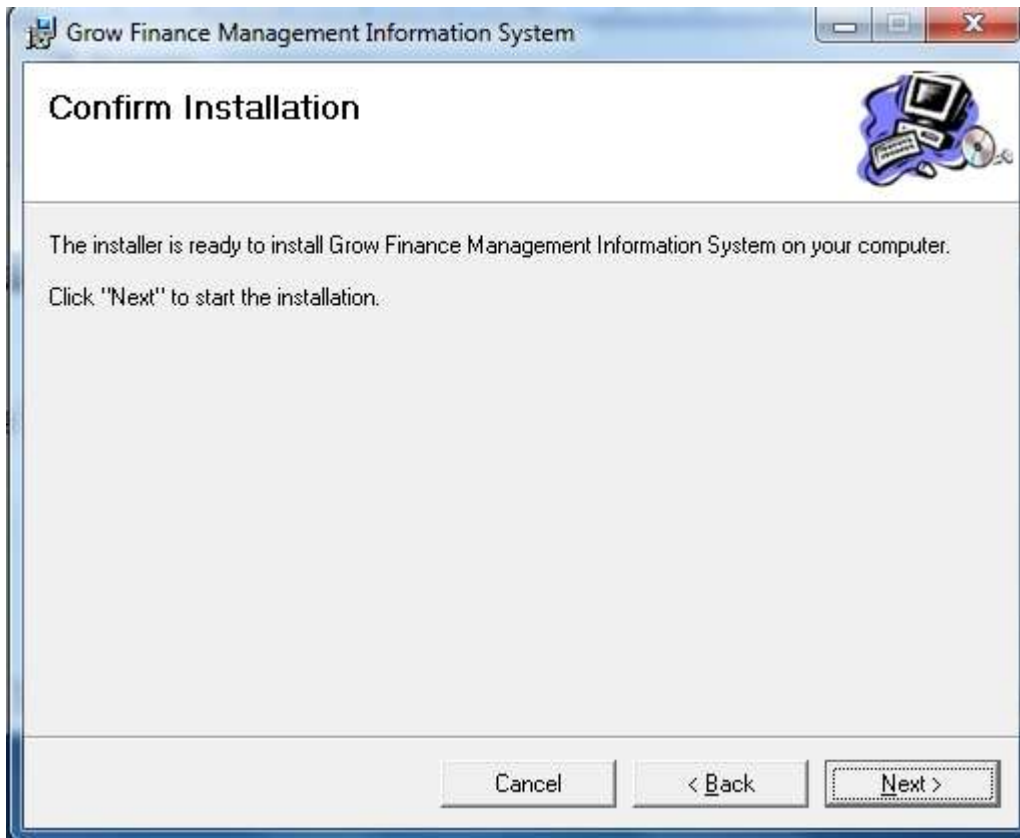 Grow Finance Management Information System
Confirm Installation
The installer is ready to install Grow Finance Management Information System on your computer.
Click "Next" to start the installation.
Cancel
< Back
Next >